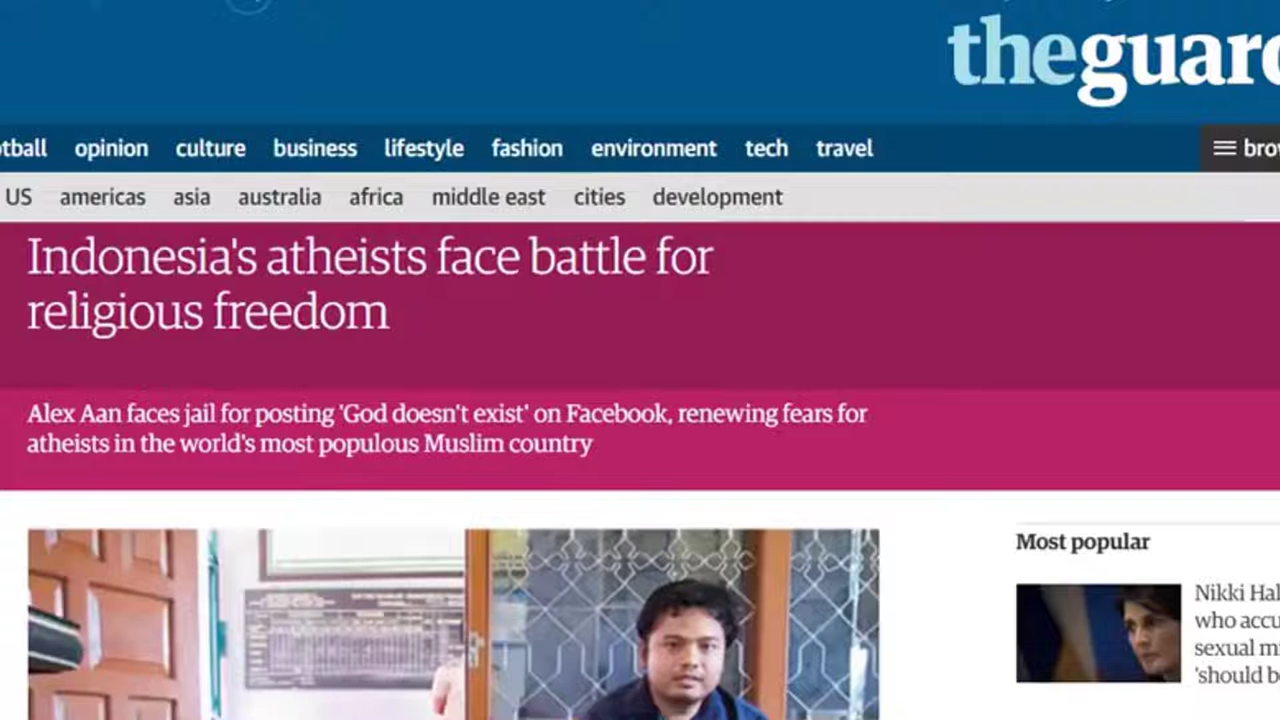 theguar
tball opinion culture business lifestyle fashion environment tech travel
bro
US americas asia australia africa middle east cities development
Indonesia's atheists face battle for
religious freedom
Alex Aan faces jail for posting 'God doesn't exist' on Facebook, renewing fears for
atheists in the world's most populous Muslim country
Most popular
Nikki Hal
who accu
sexual m
'should b